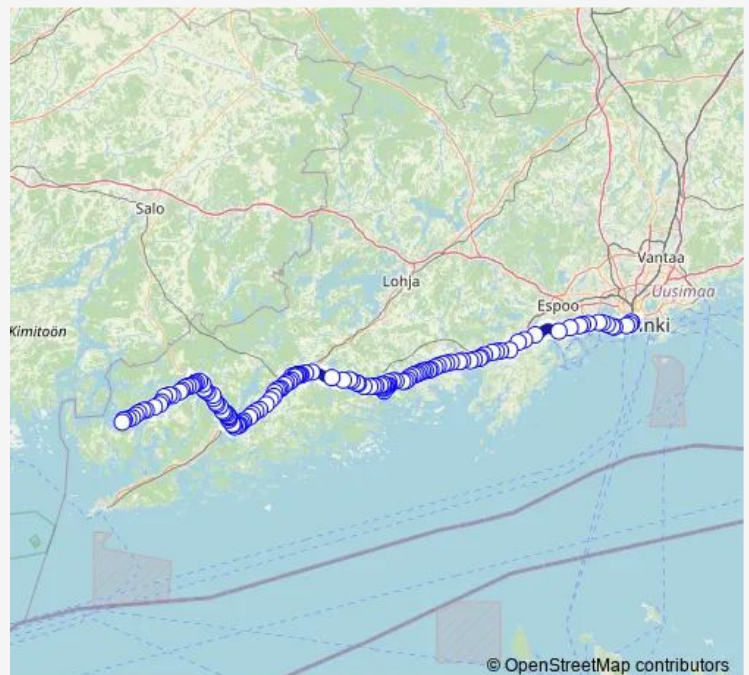 Salo
Vantaa
Lohja
Uusimaa
Espoo
Kimitoön
nki
© OpenStreetMap contributors